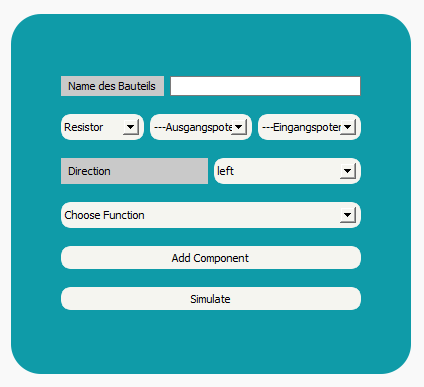 Name des Bauteils
Resistor ---Ausgangspote ---Eingangspoter
Direction left
Choose Function
Add Component
Simulate